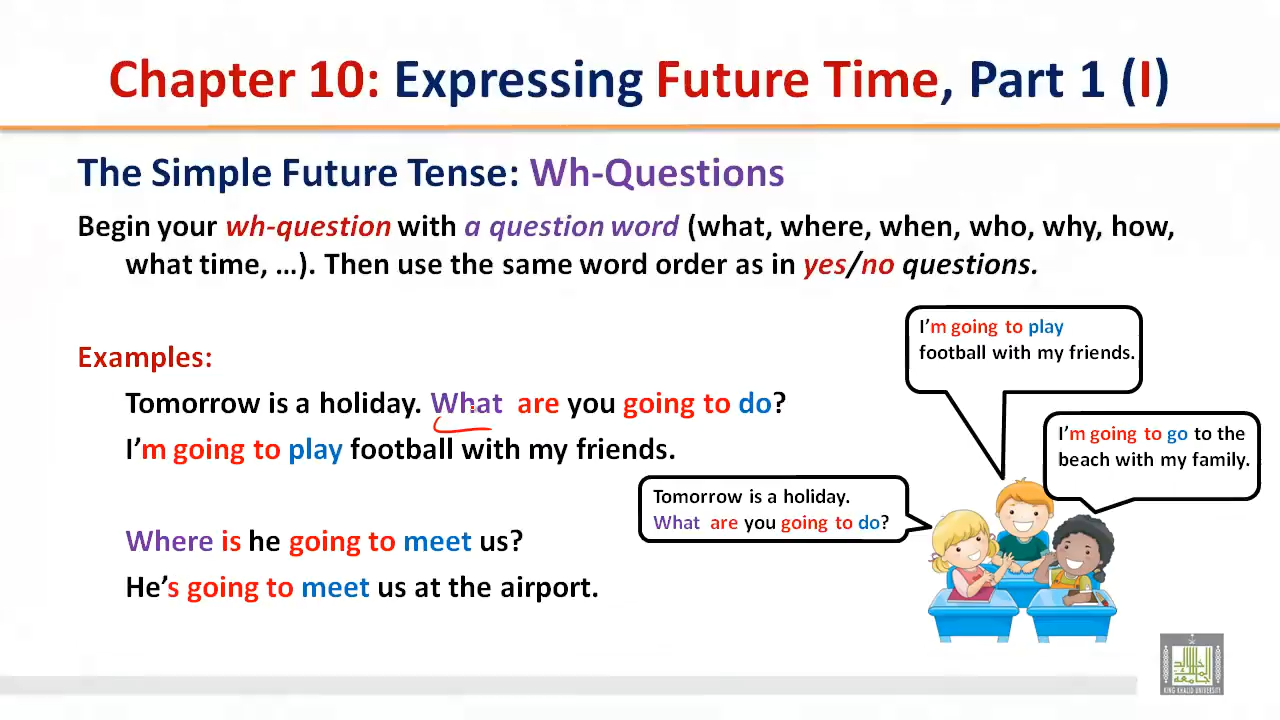 Chapter 10: Expressing Future Time, Part 1 (I)
The Simple Future Tense: Wh-Questions
Begin your wh-question with a question word (what, where, when, who, why, how,
what time, ...). Then use the same word order as in yes/no questions.
Examples:
Tomorrow is a holiday. What are you going to do?
I'm going to play football with my friends.
Where is he going to meet us?
He's going to meet us at the airport.
I'm going to play
football with my friends.
I'm going to go to the
beach with my family.
Tomorrow is a holiday.
What are you going to do?
KING KHALID UNIVERSITY